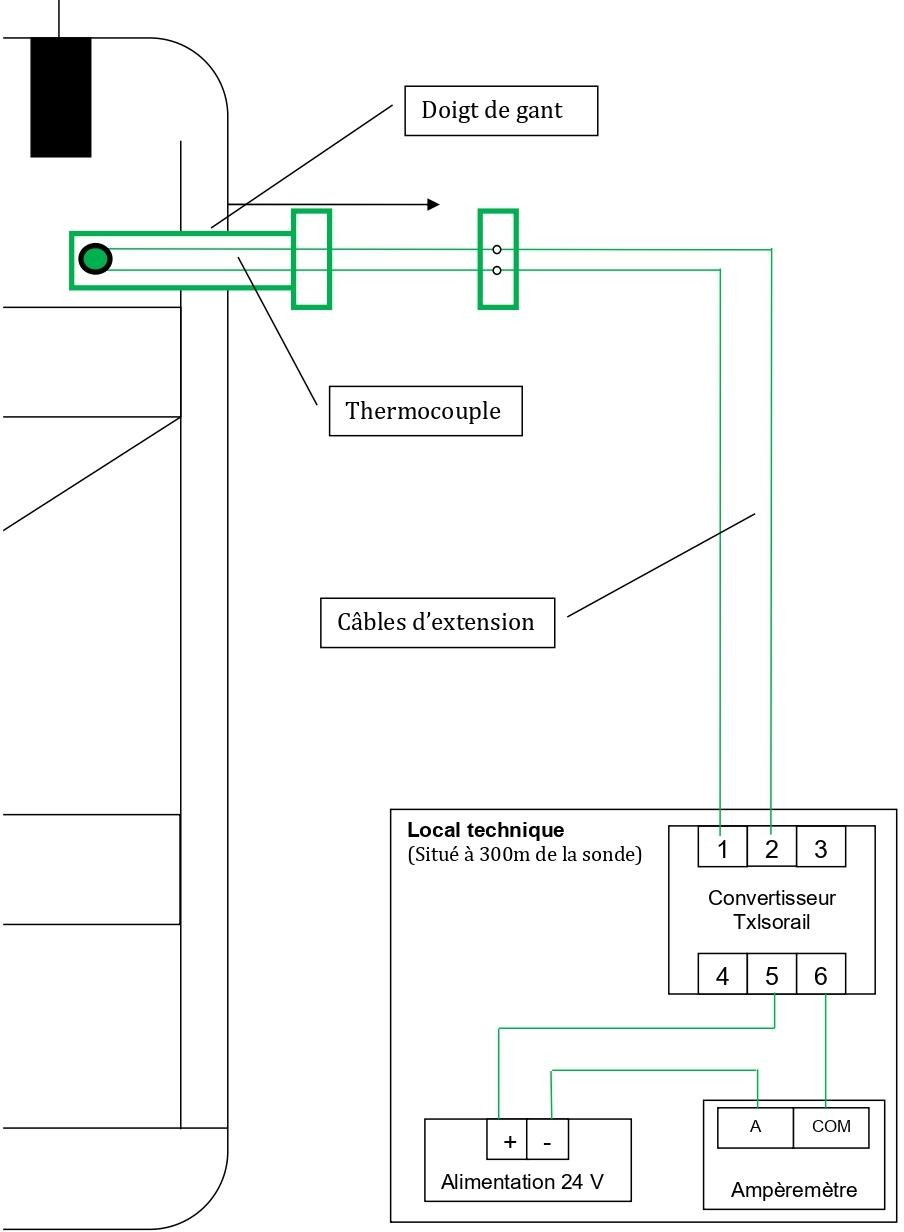 Doigt de gant
Thermocouple
Câbles d’extension
Local technique
(Situé à 300m de la sonde)
1 2 3
Convertisseur
TxIsorail
4 5 6
+ -
Alimentation 24 V
A COM
Ampèremètre